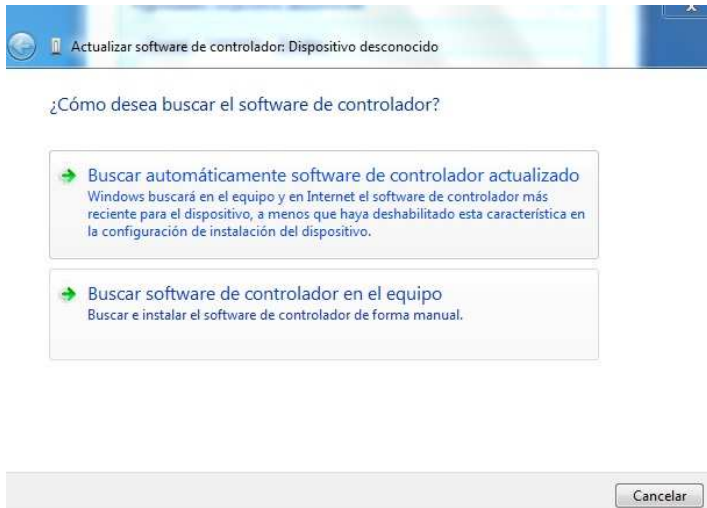 Actualizar software de controlador: Dispositivo desconocido
¿Cómo desea buscar el software de controlador?
Buscar automáticamente software de controlador actualizado
Windows buscará en el equipo y en Internet el software de controlador más
reciente para el dispositivo, a menos que haya deshabilitado esta característica en
la configuración de instalación del dispositivo.
Buscar software de controlador en el equipo
Buscar e instalar el software de controlador de forma manual.
Cancelar